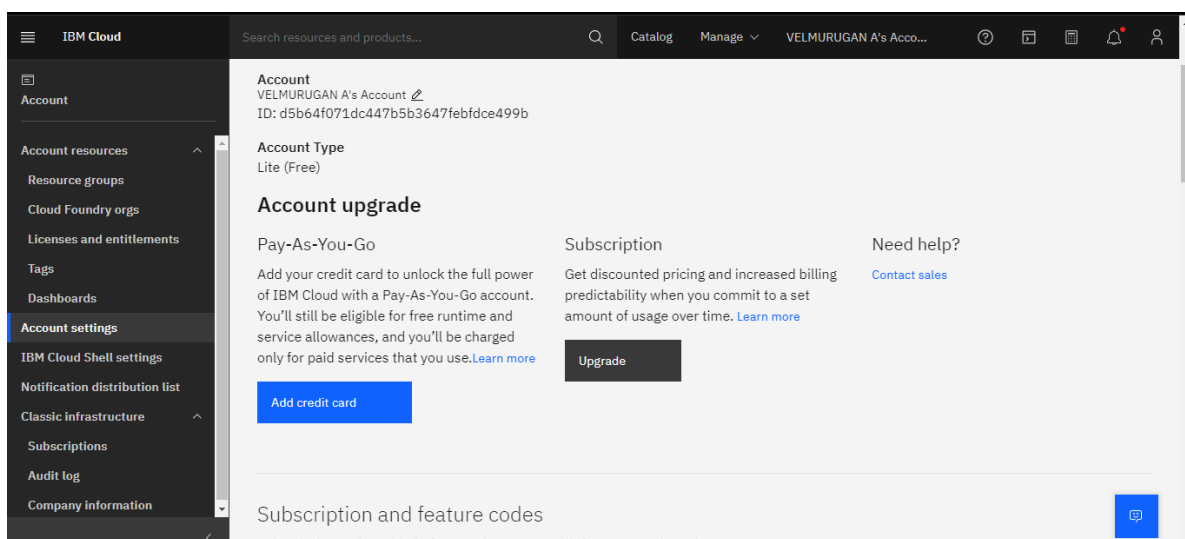 IBM Cloud
Search resources and products...
Catalog
Manage
VELMURUGAN A's Acco...
Account
Account resources
Resource groups
Cloud Foundry orgs
Licenses and entitlements
Tags
Dashboards
Account settings
IBM Cloud Shell settings
Notification distribution list
Classic infrastructure
Subscriptions
Audit log
Company information
Account
VELMURUGAN A's Account
ID: d5b64f071dc447b5b3647febfdce499b
Account Type
Lite (Free)
Account upgrade
Pay-As-You-Go
Add your credit card to unlock the full power
of IBM Cloud with a Pay-As-You-Go account.
You'll still be eligible for free runtime and
service allowances, and you'll be charged
only for paid services that you use.Learn more
Add credit card
Subscription
Get discounted pricing and increased billing
predictability when you commit to a set
amount of usage over time. Learn more
Upgrade
Need help?
Contact sales
Subscription and feature codes